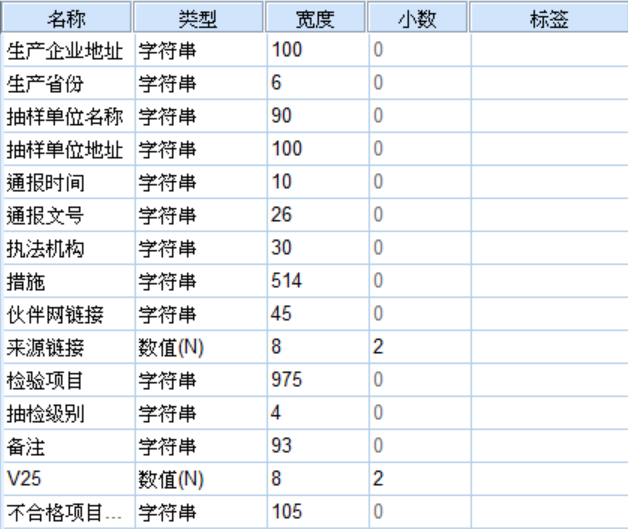 名称 类型 宽度 小数 标签
生产企业地址 字符串 100 0
生产省份 字符串 6 0
抽样单位名称 字符串 90 0
抽样单位地址 字符串 100 0
通报时间 字符串 10 0
通报文号 字符串 26 0
执法机构 字符串 30 0
措施 字符串 514 0
伙伴网链接 字符串 45 0
来源链接 数值(N) 8 2
检验项目 字符串 975 0
抽检级别 字符串 4 0
备注 字符串 93 0
V25 数值(N) 8 2
不合格项目... 字符串 105 0